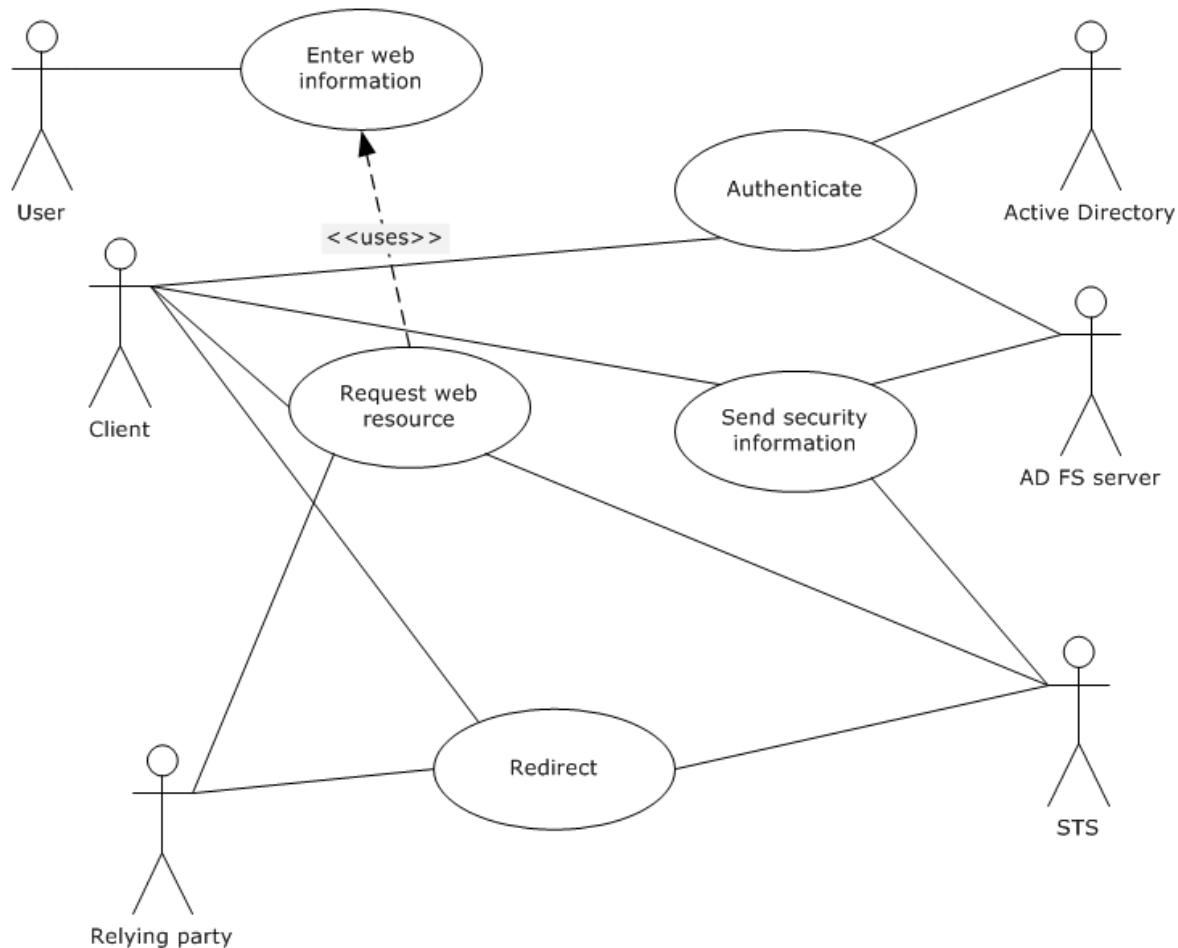 Enter web
information
User
Authenticate
Active Directory
<<uses>>
Client
Request web
resource
Send security
information
AD FS server
Redirect
STS
Relying party